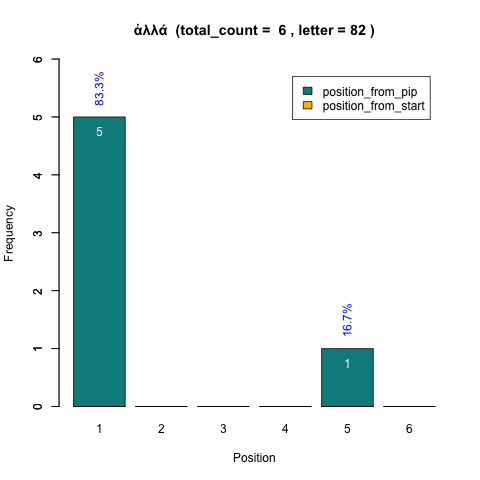 ἀλλά (total_count = 6 , letter = 82 )
position_from_pip
position_from_start
83.3%
5
16.7%
1
Frequency
0
1
2
3
4
5
6
1 2 3 4 5 6
Position